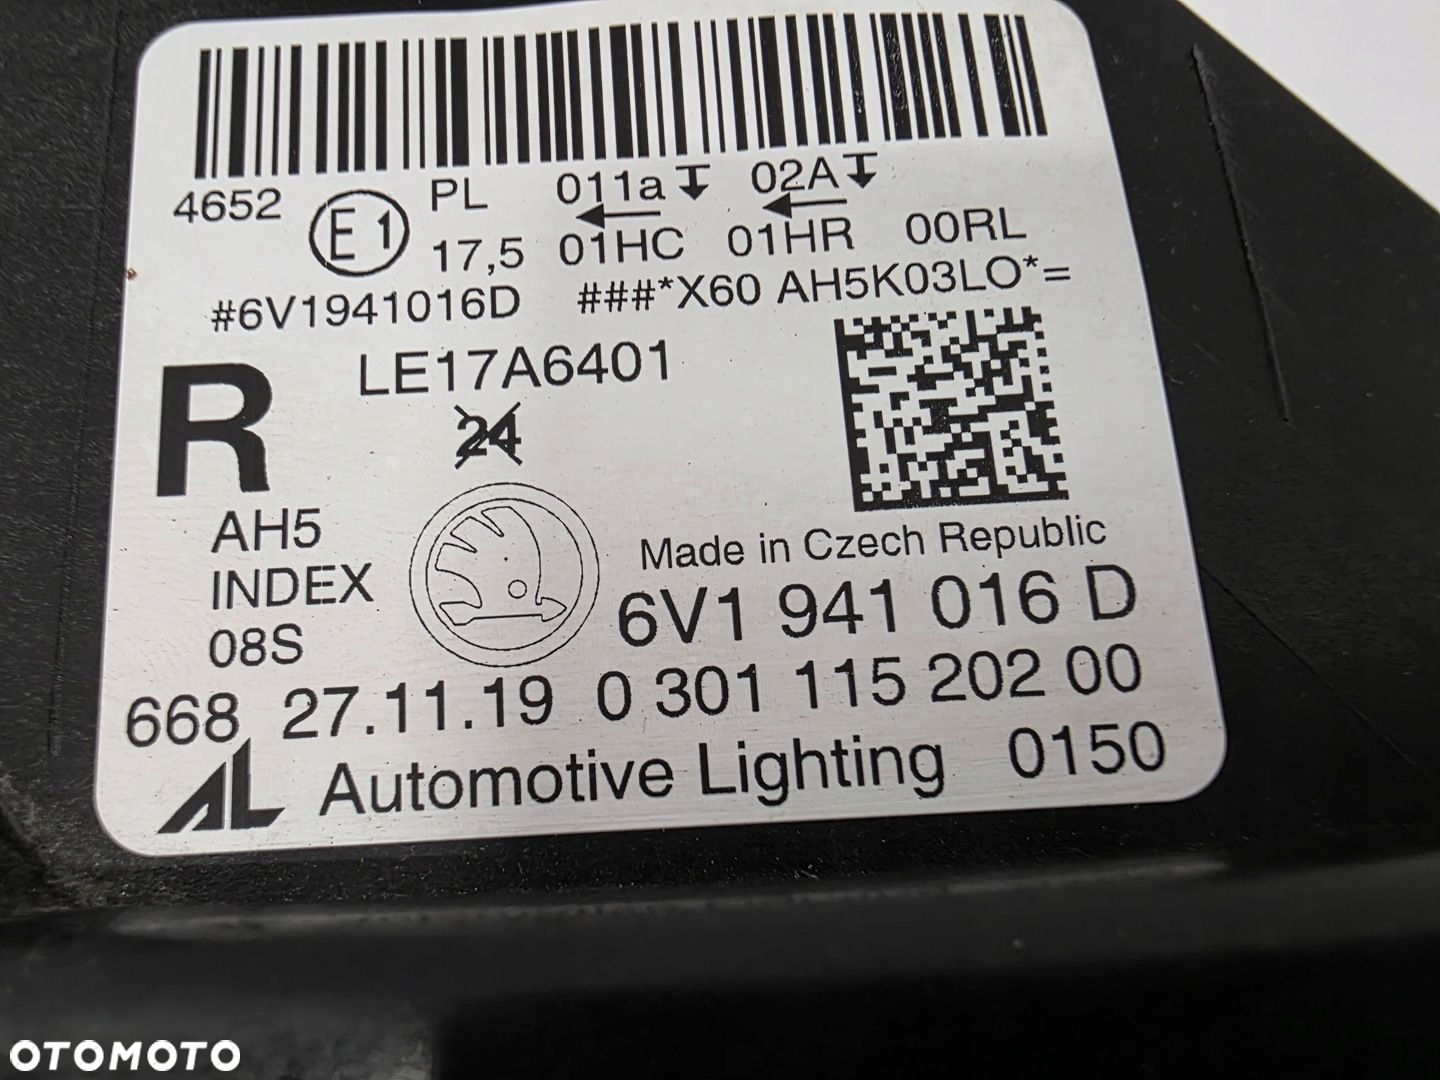 4652 E1 PL 011a 02A
17,5 01HC 01HR 00RL
#6V1941016D ###*X60 AH5K03LO*=
R LE17A6401
24
AH5
INDEX
08S
Made in Czech Republic
6V1 941 016 D
668 27.11.19 0 301 115 202 00
AL Automotive Lighting 0150
OTOMOTO